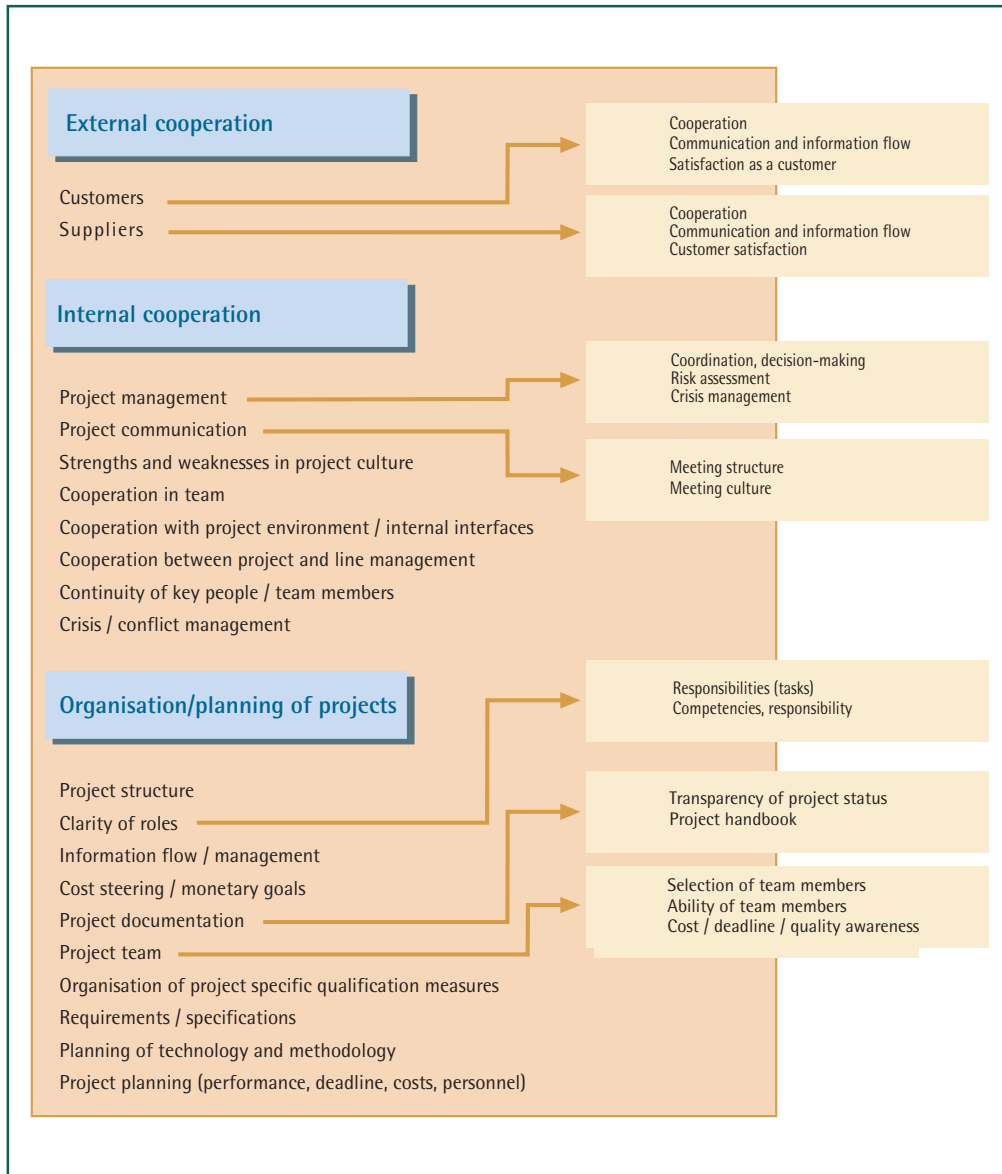 External cooperation
Customers
Suppliers
Cooperation
Communication and information flow
Satisfaction as a customer
Cooperation
Communication and information flow
Customer satisfaction
Internal cooperation
Project management
Project communication
Strengths and weaknesses in project culture
Cooperation in team
Cooperation with project environment / internal interfaces
Cooperation between project and line management
Continuity of key people / team members
Crisis / conflict management
Coordination, decision-making
Risk assessment
Crisis management
Meeting structure
Meeting culture
Organisation/planning of projects
Project structure
Clarity of roles
Information flow / management
Cost steering / monetary goals
Project documentation
Project team
Organisation of project specific qualification measures
Requirements / specifications
Planning of technology and methodology
Project planning (performance, deadline, costs, personnel)
Responsibilities (tasks)
Competencies, responsibility
Transparency of project status
Project handbook
Selection of team members
Ability of team members
Cost / deadline / quality awareness